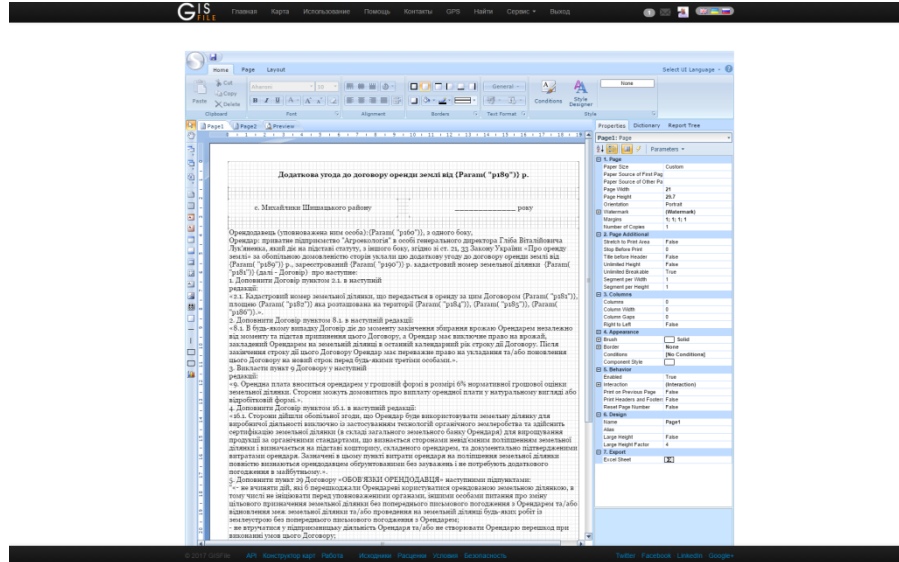 GIS FILE
Главная Карта Использование Помощь Контакты GPS Найти Сервис Выход
Home Page Layout
Select UI Language
Paste
Cut
Copy
Delete
10
General
Conditions
Style Designer
None
Clipboard Font Alignment Borders Text Format Style
Page1 Page2 Preview
Properties Dictionary Report Tree
Page1: Page
Parameters
1. Page
Paper Size Custom
Paper Source of First Pag
Paper Source of Other Pa
Page Width 21
Page Height 29,7
Orientation Portrait
Watermark (Watermark)
Margins 1; 1; 1; 1
Number of Copies 1
2. Page Additional
Stretch to Print Area False
Stop Before Print 0
Title before Header False
Unlimited Height False
Unlimited Breakable True
Segment per Width 1
Segment per Height 1
3. Columns
Columns 0
Column Width 0
Column Gaps 0
Right to Left False
4. Appearance
Brush Solid
Border None
Conditions [No Conditions]
Component Style
5. Behavior
Enabled True
Interaction (Interaction)
Print on Previous Page False
Print Headers and Footers False
Reset Page Number False
6. Design
Name Page1
Alias
Large Height False
Large Height Factor 4
7. Export
Excel Sheet
Додаткова угода до договору оренди землі від {Param( "p189")} р.
с. Михайлики Шишацького району ________________ року
Орендодавець (уповноважена ним особа):{Param( "p5")}, з одного боку,
Орендар: приватне підприємство "Агроекологія" в особі генерального директора Гліба Віталійовича
Лук'яненка, який діє на підставі статуту, з іншого боку, згідно зі ст. 21, 33 Закону України «Про оренду
землі» за обопільною домовленістю сторін уклали цю додаткову угоду до договору оренди землі від
{Param( "p189")} р., зареєстрований {Param( "p190")} р. кадастровий номер земельної ділянки {Param(
"p181")} (далі - Договір) про наступне:
1. Доповнити Договір пунктом 2.1. в наступній
редакції:
«2.1. Кадастровий номер земельної ділянки, що передається в оренду за цим Договором {Param( "p181")},
площею {Param( "p182")} яка розташована на території {Param( "p184")}, {Param( "p185")}, {Param(
"p186")}.».
2. Доповнити Договір пунктом 8.1. в наступній редакції:
«8.1. В будь-якому випадку Договір діє до моменту закінчення збирання врожаю Орендарем незалежно
від моменту та підстав припинення цього Договору, а Орендар має виключне право на врожай,
закладений Орендарем на земельній ділянці в останній календарний рік строку дії Договору. Після
закінчення строку дії цього Договору Орендар має переважне право на укладання та/або поновлення
цього Договору на новий строк перед будь-якими третіми особами.».
3. Викласти пункт 9 Договору у наступній
редакції:
«9. Орендна плата вноситься орендарем у грошовій формі в розмірі 6% нормативної грошової оцінки
земельної ділянки. Сторони можуть домовитись про виплату орендної плати у натуральному вигляді або
відробітковій формі.».
4. Доповнити Договір пунктом 16.1. в наступній редакції:
«16.1. Сторони дійшли обопільної згоди, що Орендар буде використовувати земельну ділянку для
виробничої діяльності виключно із застосуванням технологій органічного землеробства та здійснить
сертифікацію земельної ділянки (в складі загального земельного банку Орендаря) для вирощування
продукції за органічними стандартами, що визнається сторонами невід'ємним поліпшенням земельної
ділянки і визначається на підставі кошторису, складеного орендарем, та документально підтвердженими
витратами орендаря. Зазначені в цьому пункті витрати орендаря на поліпшення земельної ділянки
повністю визнаються орендодавцем обґрунтованими без зауважень і не потребують додаткового
погодження в майбутньому.».
5. Доповнити пункт 29 Договору «ОБОВ'ЯЗКИ ОРЕНДОДАВЦЯ» наступними підпунктами:
"«- не вчиняти дій, які б перешкоджали Орендареві користуватися орендованою земельною ділянкою, в
тому числі не ініціювати перед уповноваженими органами, іншими особами питання про зміну
цільового призначення земельної ділянки без попереднього письмового погодження з Орендарем та/або
відновлення меж земельної ділянки та/або проведення на земельній ділянці будь-яких робіт із
землеустрою без попереднього письмового погодження з Орендарем;
- не втручатися у підприємницьку діяльність Орендаря та/або не створювати Орендарю перешкод при
виконанні умов цього Договору;
© 2017 GISFile API Конструктор карт Работа Исходники Расценки Условия Безопасность Twitter Facebook LinkedIn Google+